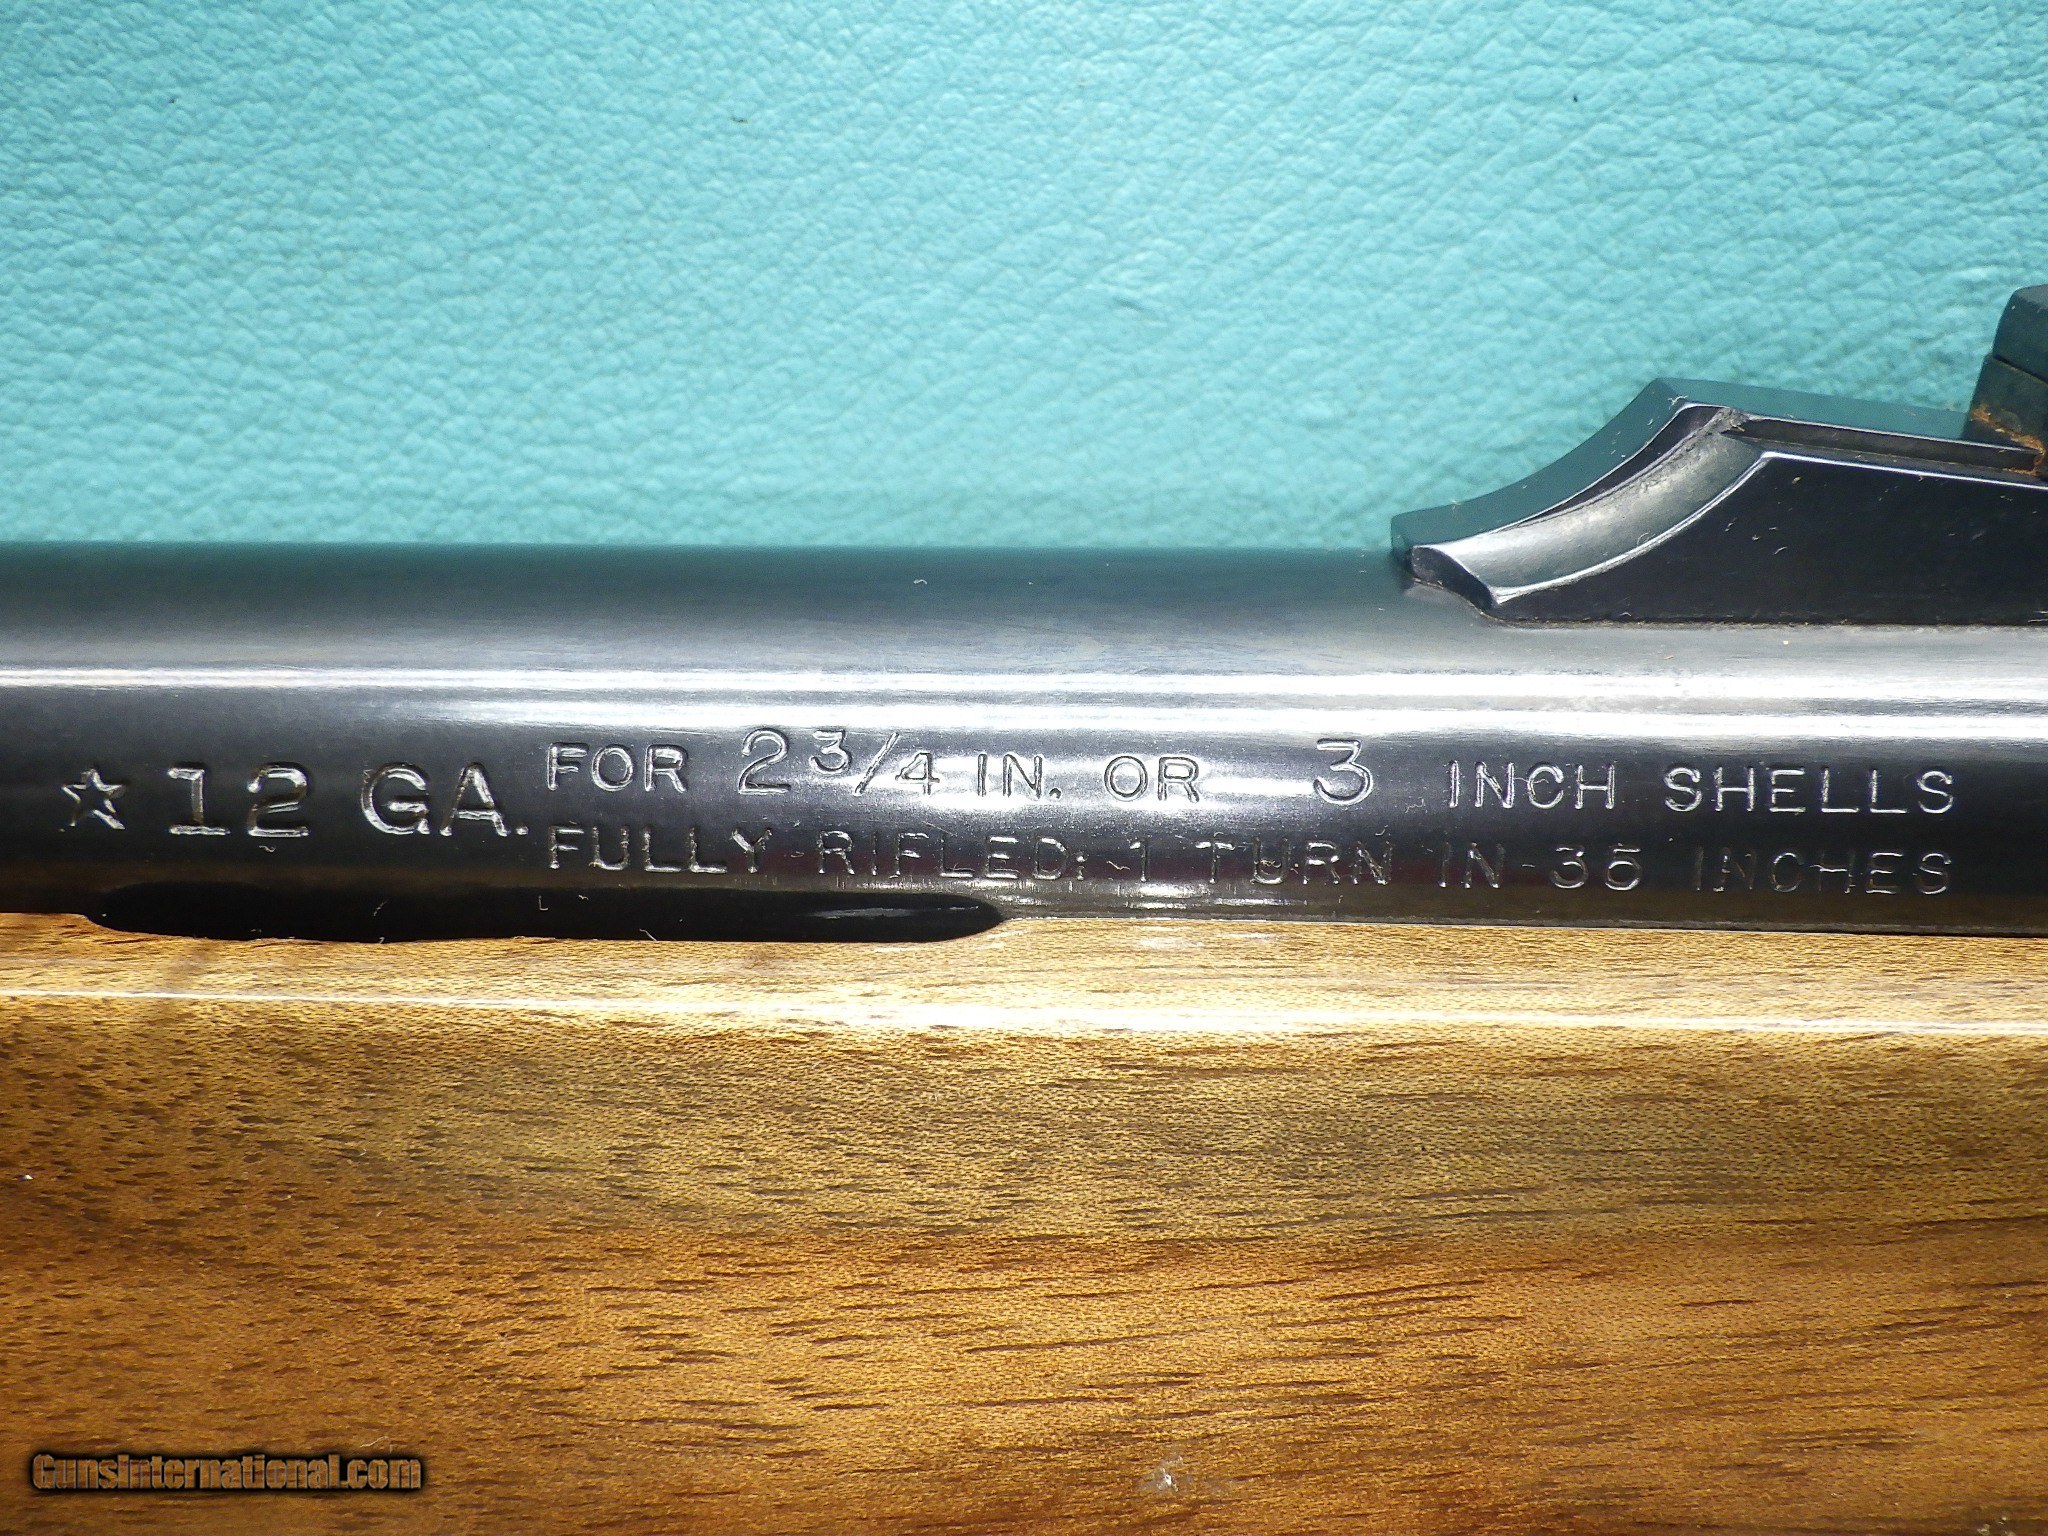 ☆ 12 GA. FOR 2 3/4 IN. OR 3 INCH SHELLS
FULLY RIFLED: 1 TURN IN 35 INCHES
GunsInternational.com